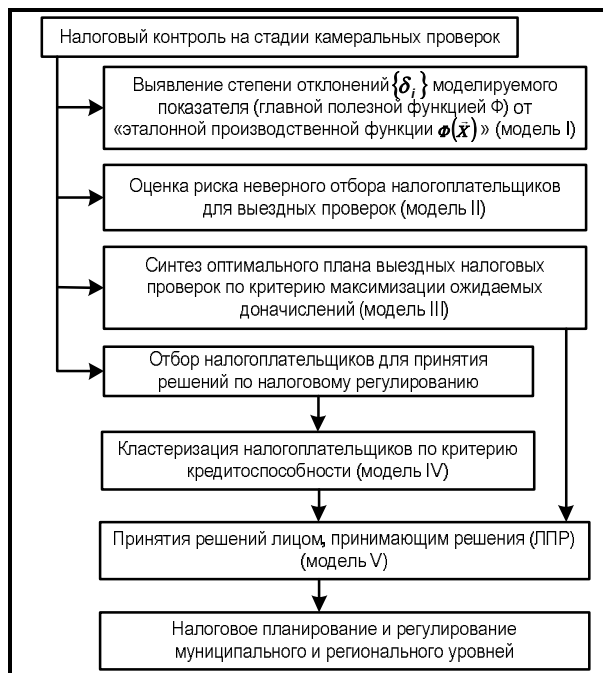 Налоговый контроль на стадии камеральных проверок
Выявление степени отклонений {δᵢ} моделируемого
показателя (главной полезной функцией Ф) от
«эталонной производственной функции Φ(x̄)» (модель I)
Оценка риска неверного отбора налогоплательщиков
для выездных проверок (модель II)
Синтез оптимального плана выездных налоговых
проверок по критерию максимизации ожидаемых
доначислений (модель III)
Отбор налогоплательщиков для принятия
решений по налоговому регулированию
Кластеризация налогоплательщиков по критерию
кредитоспособности (модель IV)
Принятия решений лицом, принимающим решения (ЛПР)
(модель V)
Налоговое планирование и регулирование
муниципального и регионального уровней